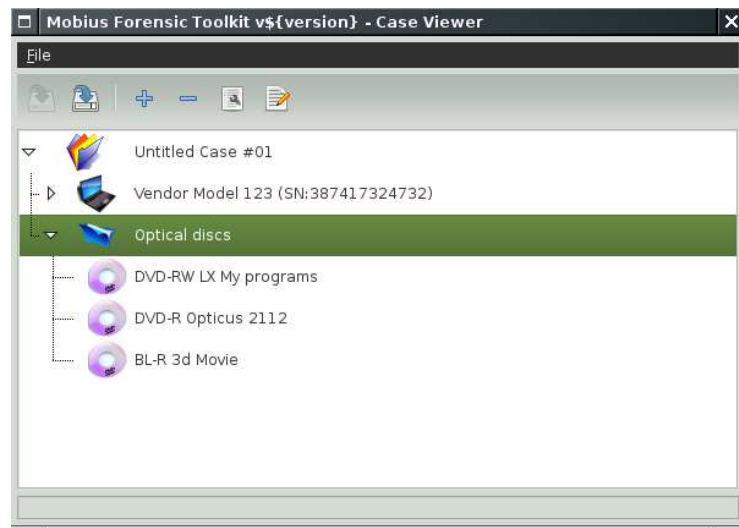 Mobius Forensic Toolkit v${version} - Case Viewer
File
Untitled Case #01
Vendor Model 123 (SN:387417324732)
Optical discs
DVD-RW LX My programs
DVD-R Opticus 2112
BL-R 3d Movie